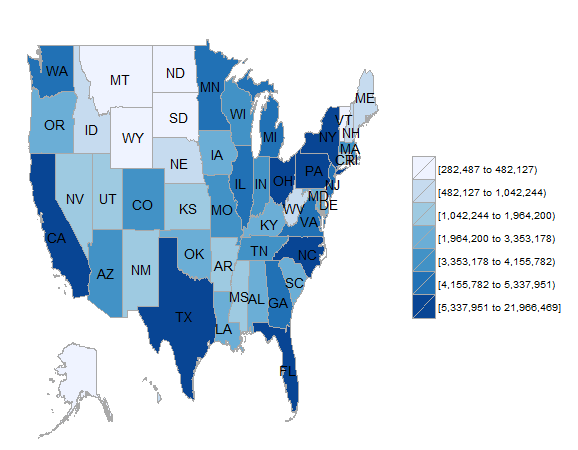 WA
MT
ND
MN
ME
OR
ID
SD
WI
MI
VT
NH
NY
MA
CT
RI
WY
NE
IA
PA
NJ
NV
UT
CO
KS
MO
IL
IN
OH
WV
MD
DE
VA
KY
CA
AZ
NM
OK
AR
TN
NC
SC
MS
AL
GA
TX
LA
FL
[282,487 to 482,127)
[482,127 to 1,042,244)
[1,042,244 to 1,964,200)
[1,964,200 to 3,353,178)
[3,353,178 to 4,155,782)
[4,155,782 to 5,337,951)
[5,337,951 to 21,966,469]